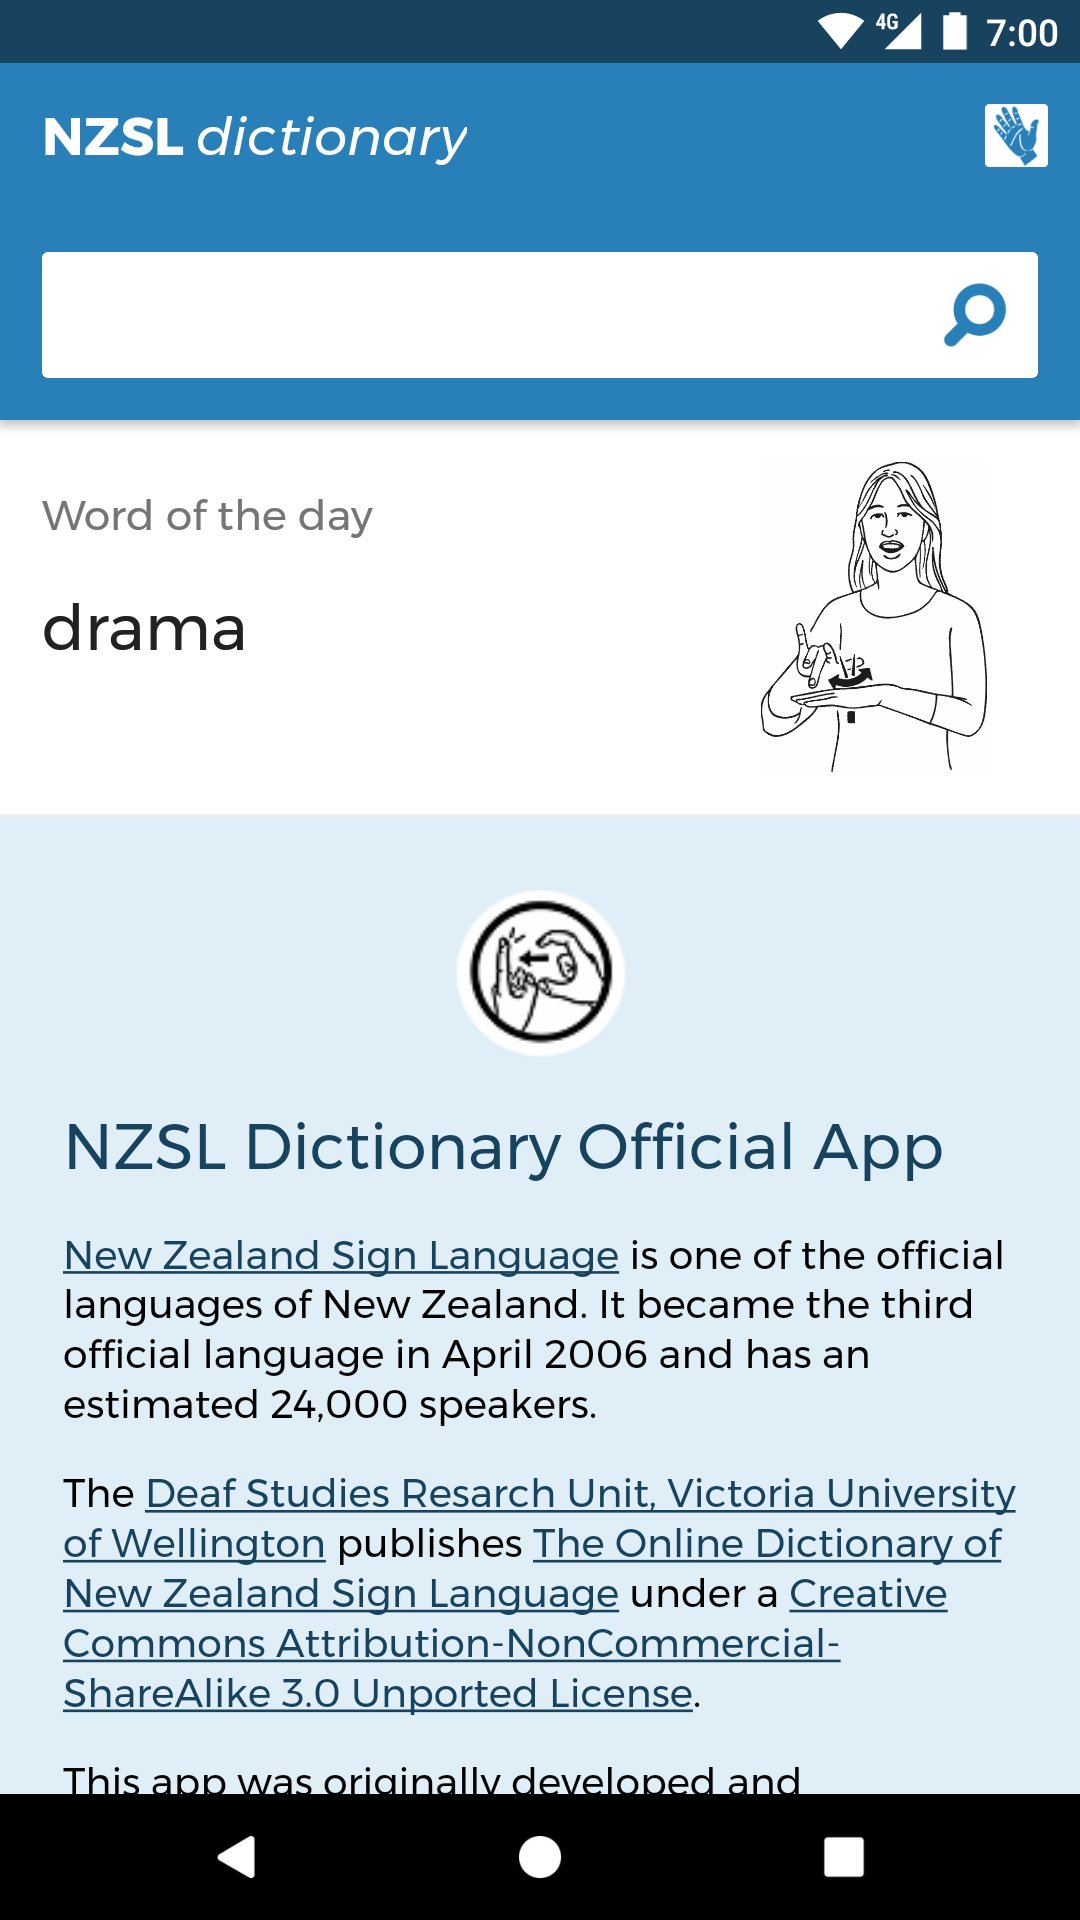 4G 7:00
NZSL dictionary
Word of the day
drama
NZSL Dictionary Official App
New Zealand Sign Language is one of the official
languages of New Zealand. It became the third
official language in April 2006 and has an
estimated 24,000 speakers.
The Deaf Studies Resarch Unit, Victoria University
of Wellington publishes The Online Dictionary of
New Zealand Sign Language under a Creative
Commons Attribution-NonCommercial-
ShareAlike 3.0 Unported License.
This app was originally developed and